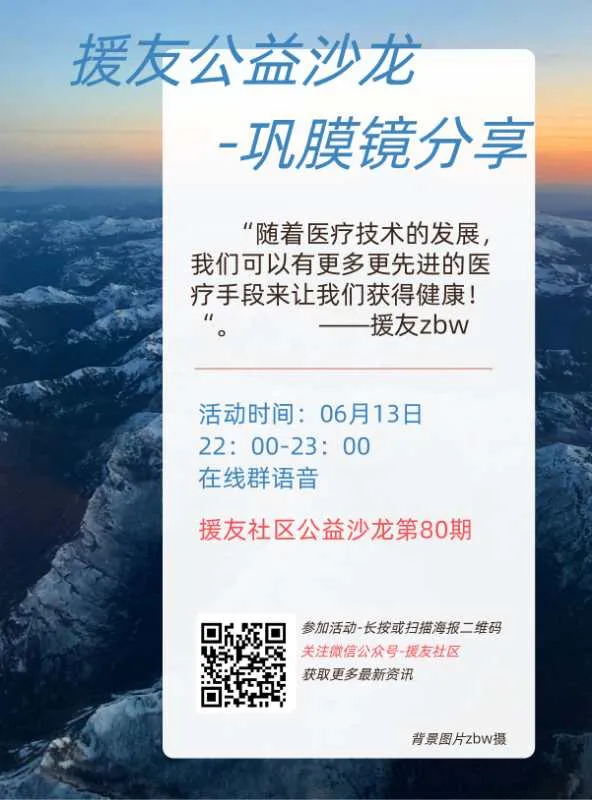 援友公益沙龙
-巩膜镜分享
“随着医疗技术的发展，
我们可以有更多更先进的医
疗手段来让我们获得健康！
“。 ——援友zbw
活动时间：06月13日
22：00-23：00
在线群语音
援友社区公益沙龙第80期
参加活动-长按或扫描海报二维码
关注微信公众号-援友社区
获取更多最新资讯
背景图片zbw摄